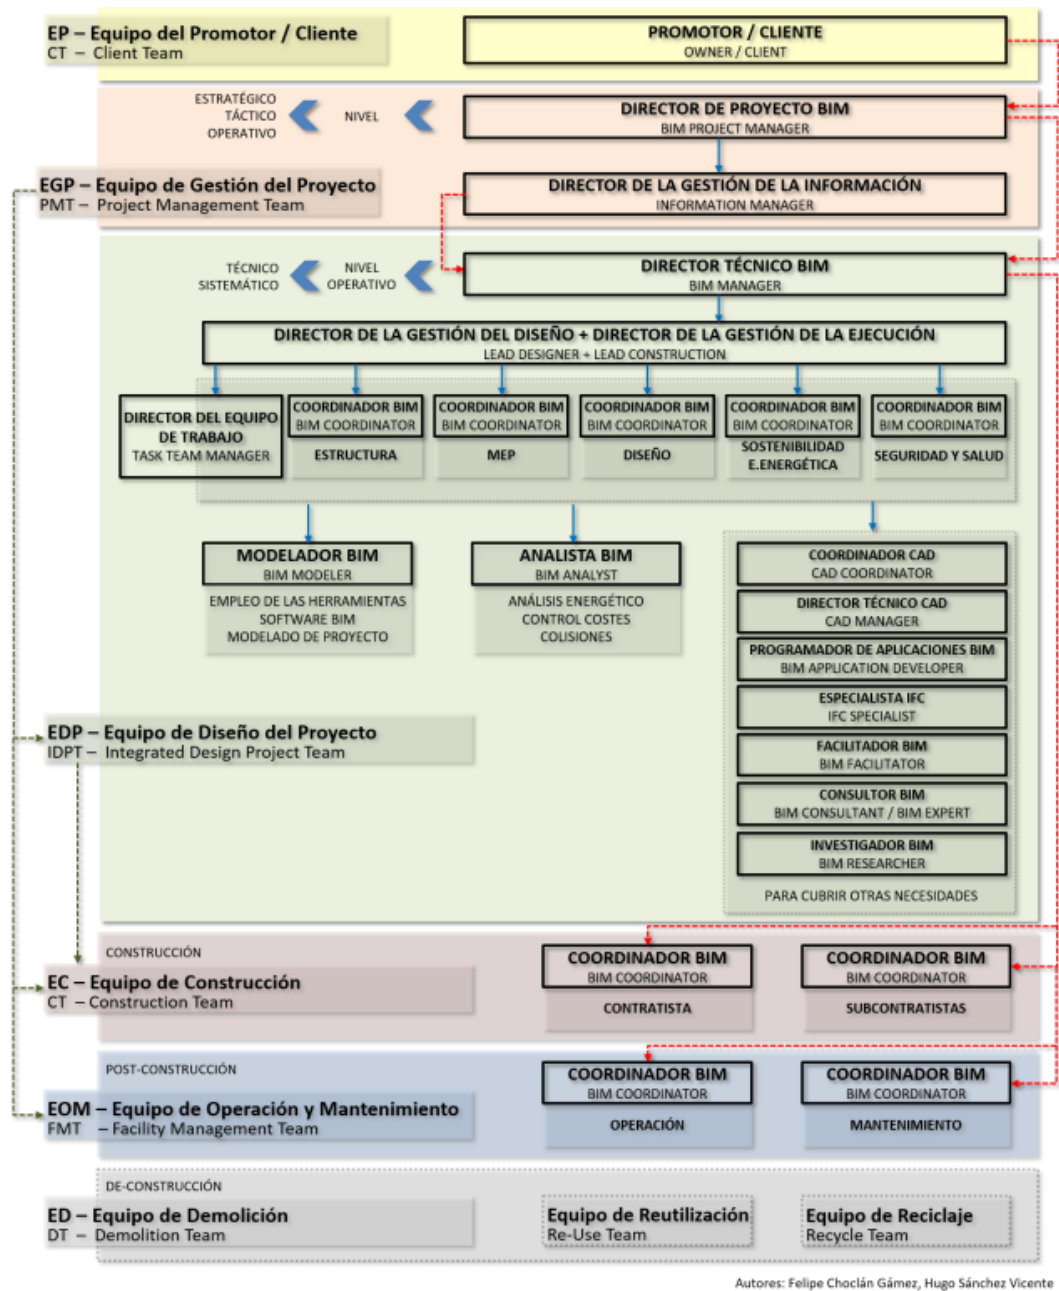 EP – Equipo del Promotor / Cliente
CT – Client Team
PROMOTOR / CLIENTE
OWNER / CLIENT
ESTRATÉGICO
TÁCTICO
OPERATIVO
NIVEL
DIRECTOR DE PROYECTO BIM
BIM PROJECT MANAGER
EGP – Equipo de Gestión del Proyecto
PMT – Project Management Team
DIRECTOR DE LA GESTIÓN DE LA INFORMACIÓN
INFORMATION MANAGER
TÉCNICO
SISTEMÁTICO
NIVEL
OPERATIVO
DIRECTOR TÉCNICO BIM
BIM MANAGER
DIRECTOR DE LA GESTIÓN DEL DISEÑO + DIRECTOR DE LA GESTIÓN DE LA EJECUCIÓN
LEAD DESIGNER + LEAD CONSTRUCTION
DIRECTOR DEL EQUIPO
DE TRABAJO
TASK TEAM MANAGER
COORDINADOR BIM
BIM COORDINATOR
ESTRUCTURA
COORDINADOR BIM
BIM COORDINATOR
MEP
COORDINADOR BIM
BIM COORDINATOR
DISEÑO
COORDINADOR BIM
BIM COORDINATOR
SOSTENIBILIDAD
E.ENERGÉTICA
COORDINADOR BIM
BIM COORDINATOR
SEGURIDAD Y SALUD
MODELADOR BIM
BIM MODELER
EMPLEO DE LAS HERRAMIENTAS
SOFTWARE BIM
MODELADO DE PROYECTO
ANALISTA BIM
BIM ANALYST
ANÁLISIS ENERGÉTICO
CONTROL COSTES
COLISIONES
COORDINADOR CAD
CAD COORDINATOR
DIRECTOR TÉCNICO CAD
CAD MANAGER
PROGRAMADOR DE APLICACIONES BIM
BIM APPLICATION DEVELOPER
ESPECIALISTA IFC
IFC SPECIALIST
FACILITADOR BIM
BIM FACILITATOR
CONSULTOR BIM
BIM CONSULTANT / BIM EXPERT
INVESTIGADOR BIM
BIM RESEARCHER
PARA CUBRIR OTRAS NECESIDADES
EDP – Equipo de Diseño del Proyecto
IDPT – Integrated Design Project Team
CONSTRUCCIÓN
EC – Equipo de Construcción
CT – Construction Team
COORDINADOR BIM
BIM COORDINATOR
CONTRATISTA
COORDINADOR BIM
BIM COORDINATOR
SUBCONTRATISTAS
POST-CONSTRUCCIÓN
EOM – Equipo de Operación y Mantenimiento
FMT – Facility Management Team
COORDINADOR BIM
BIM COORDINATOR
OPERACIÓN
COORDINADOR BIM
BIM COORDINATOR
MANTENIMIENTO
DE-CONSTRUCCIÓN
ED – Equipo de Demolición
DT – Demolition Team
Equipo de Reutilización
Re-Use Team
Equipo de Reciclaje
Recycle Team
Autores: Felipe Choclán Gámez, Hugo Sánchez Vicente